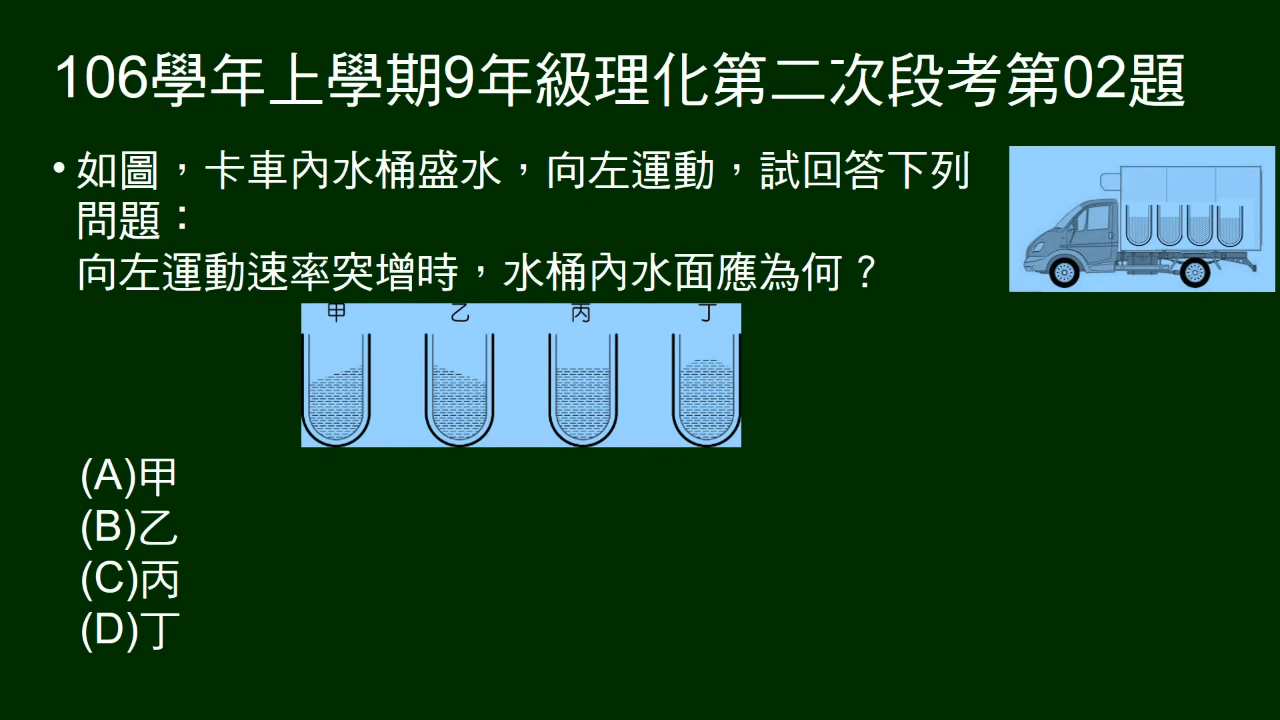 106學年上學期9年級理化第二次段考第02題
•如圖，卡車內水桶盛水，向左運動，試回答下列
問題：
向左運動速率突增時，水桶內水面應為何？
甲 乙 丙 丁
(A)甲
(B)乙
(C)丙
(D)丁